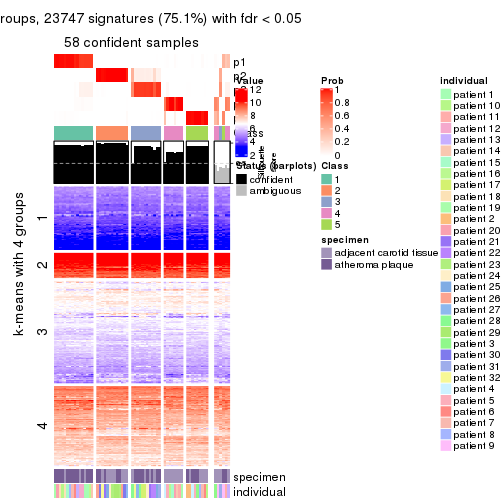 roups, 23747 signatures (75.1%) with fdr < 0.05
58 confident samples
p1
p2
Class
k-means with 4 groups
1
2
3
4
specimen
individual
Value
12
10
8
6
4
2
Status (barplots)
confident
ambiguous
Silhouette
score
Prob
1
0.8
0.6
0.4
0.2
0
Class
1
2
3
4
5
specimen
adjacent carotid tissue
atheroma plaque
individual
patient 1
patient 10
patient 11
patient 12
patient 13
patient 14
patient 15
patient 16
patient 17
patient 18
patient 19
patient 2
patient 20
patient 21
patient 22
patient 23
patient 24
patient 25
patient 26
patient 27
patient 28
patient 29
patient 3
patient 30
patient 31
patient 32
patient 4
patient 5
patient 6
patient 7
patient 8
patient 9